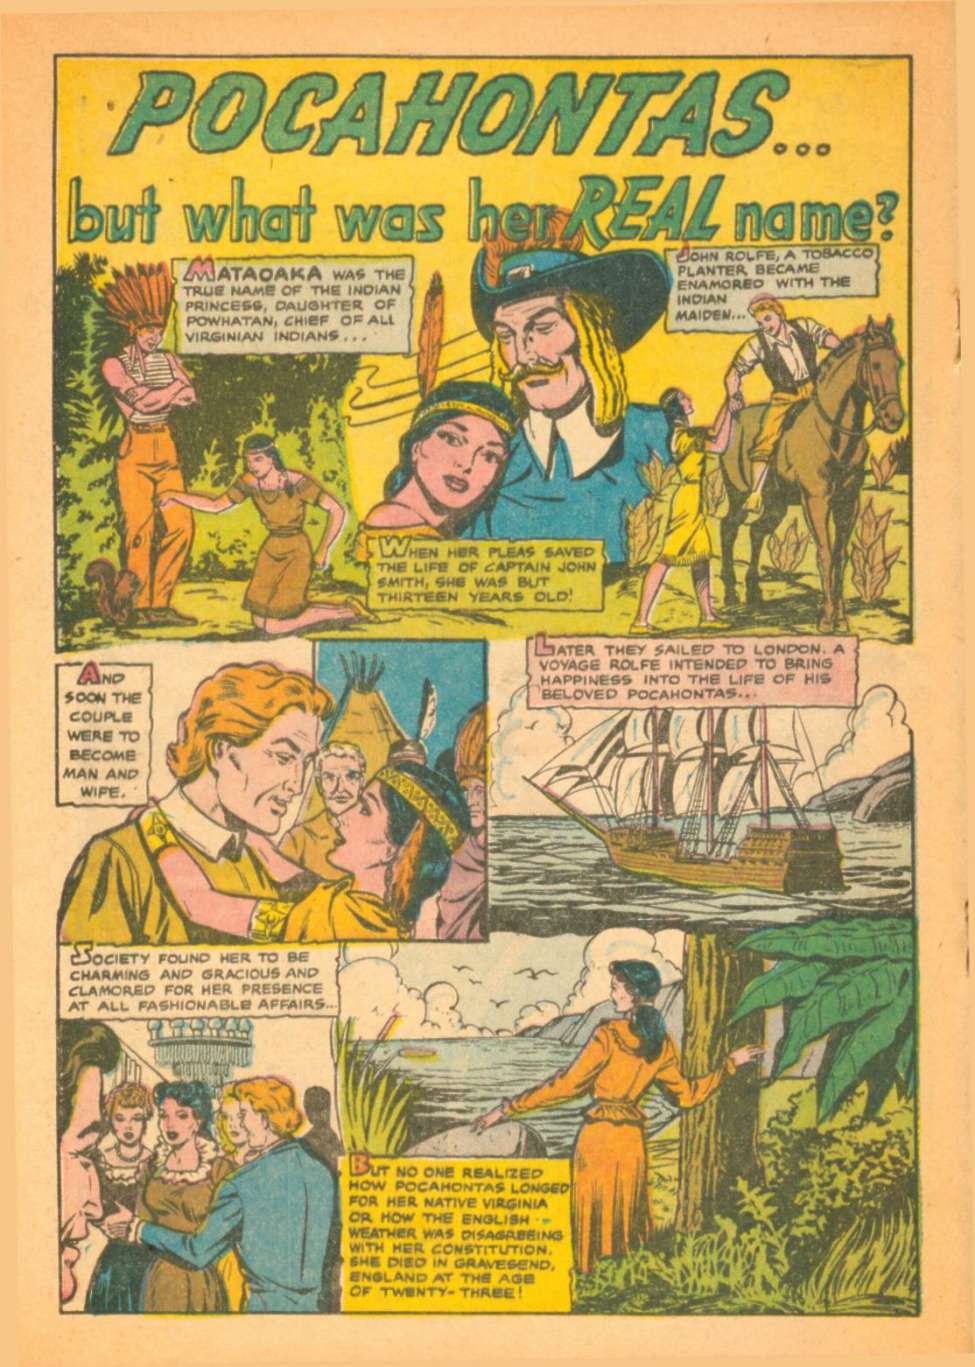 POCAHONTAS...
but what was her REAL name?
MATAOAKA WAS THE
TRUE NAME OF THE INDIAN
PRINCESS, DAUGHTER OF
POWHATAN, CHIEF OF ALL
VIRGINIAN INDIANS...
WHEN HER PLEAS SAVED
THE LIFE OF CAPTAIN JOHN
SMITH, SHE WAS BUT
THIRTEEN YEARS OLD!
JOHN ROLFE, A TOBACCO
PLANTER BECAME
ENAMORED WITH THE
INDIAN
MAIDEN...
AND
SOON THE
COUPLE
WERE TO
BECOME
MAN AND
WIFE.
LATER THEY SAILED TO LONDON. A
VOYAGE ROLFE INTENDED TO BRING
HAPPINESS INTO THE LIFE OF HIS
BELOVED POCAHONTAS...
SOCIETY FOUND HER TO BE
CHARMING AND GRACIOUS AND
CLAMORED FOR HER PRESENCE
AT ALL FASHIONABLE AFFAIRS...
BUT NO ONE REALIZED
HOW POCAHONTAS LONGED
FOR HER NATIVE VIRGINIA
OR HOW THE ENGLISH
WEATHER WAS DISAGREEING
WITH HER CONSTITUTION.
SHE DIED IN GRAVESEND,
ENGLAND AT THE AGE
OF TWENTY-THREE!